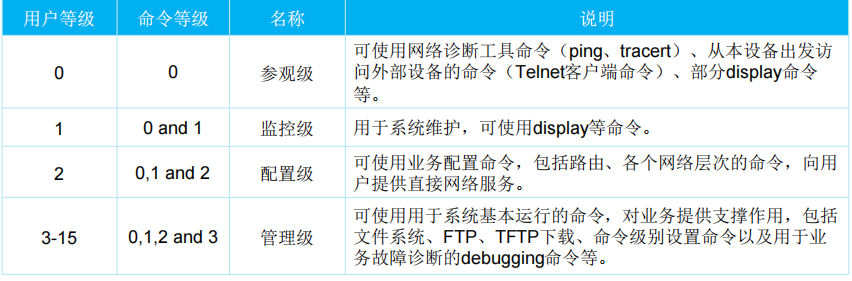 用户等级 命令等级 名称 说明
0 0 参观级 可使用网络诊断工具命令（ping、tracert）、从本设备出发访
问外部设备的命令（Telnet客户端命令）、部分display命令
等。
1 0 and 1 监控级 用于系统维护，可使用display等命令。
2 0,1 and 2 配置级 可使用业务配置命令，包括路由、各个网络层次的命令，向用
户提供直接网络服务。
3-15 0,1,2 and 3 管理级 可使用用于系统基本运行的命令，对业务提供支撑作用，包括
文件系统、FTP、TFTP下载、命令级别设置命令以及用于业
务故障诊断的debugging命令等。